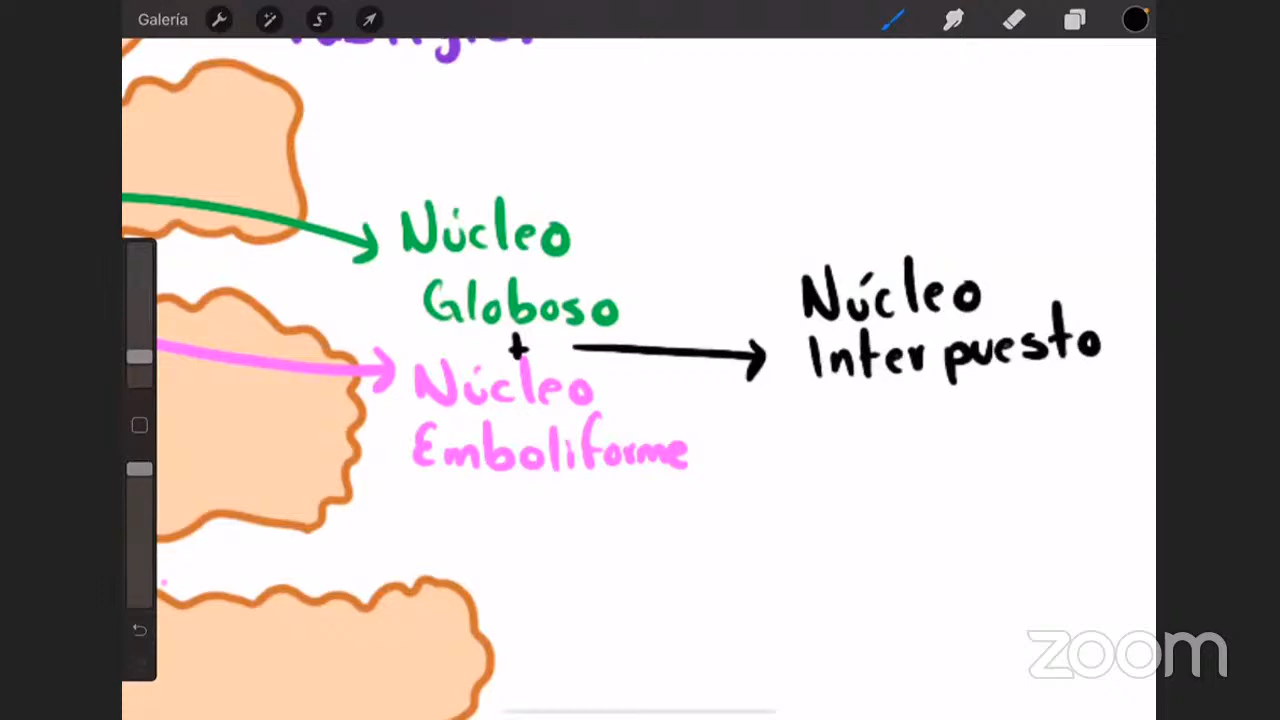 Galería
Núcleo
Globoso
+
Núcleo
Emboliforme
Núcleo
Interpuesto
zoom